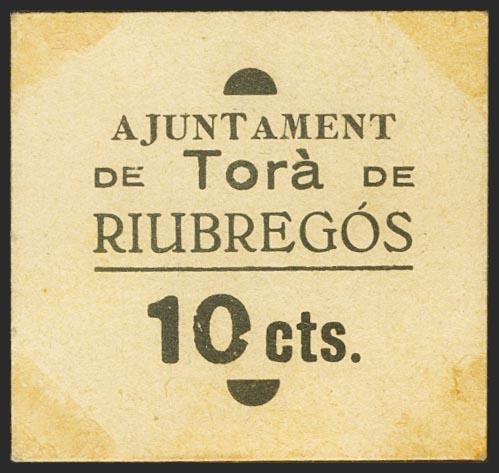 AJUNTAMENT
DE Torà DE
RIUBREGÓS
10 cts.